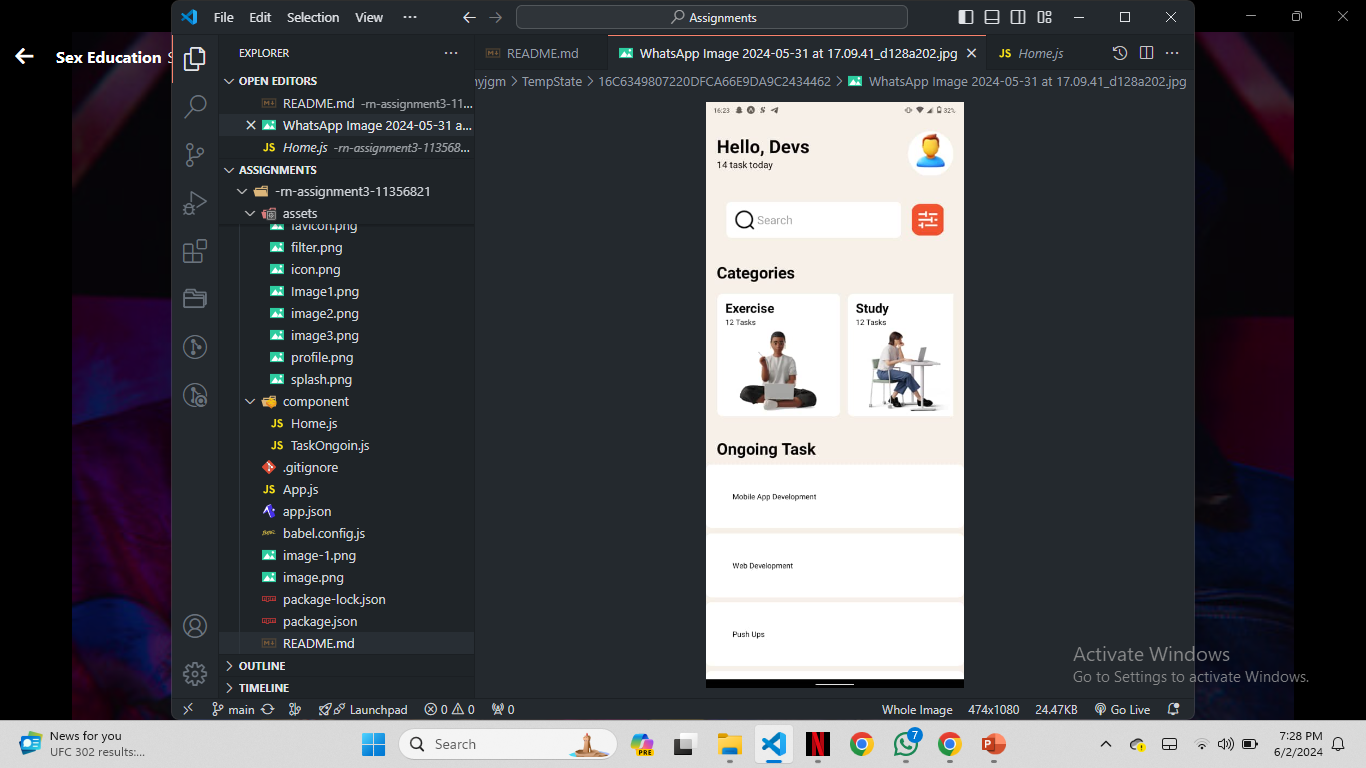 File Edit Selection View ··· Assignments
Sex Education S
EXPLORER ···
README.md
WhatsApp Image 2024-05-31 at 17.09.41_d128a202.jpg
JS Home.js
OPEN EDITORS
README.md -rn-assignment3-11...
WhatsApp Image 2024-05-31 a...
JS Home.js -rn-assignment3-113568...
yjgm > TempState > 16C6349807220DFCA66E9DA9C2434462 > WhatsApp Image 2024-05-31 at 17.09.41_d128a202.jpg
ASSIGNMENTS
-rn-assignment3-11356821
assets
favicon.png
filter.png
icon.png
Image1.png
image2.png
image3.png
profile.png
splash.png
component
JS Home.js
JS TaskOngoin.js
.gitignore
JS App.js
app.json
babel.config.js
image-1.png
image.png
package-lock.json
package.json
README.md
OUTLINE
TIMELINE
16:23 32%
Hello, Devs
14 task today
Search
Categories
Exercise
12 Tasks
Study
12 Tasks
Ongoing Task
Mobile App Development
Web Development
Push Ups
Activate Windows
Go to Settings to activate Windows.
main Launchpad 0 0 0 Whole Image 474x1080 24.47KB Go Live
News for you
UFC 302 results:...
Search
PRE
7
7:28 PM
6/2/2024